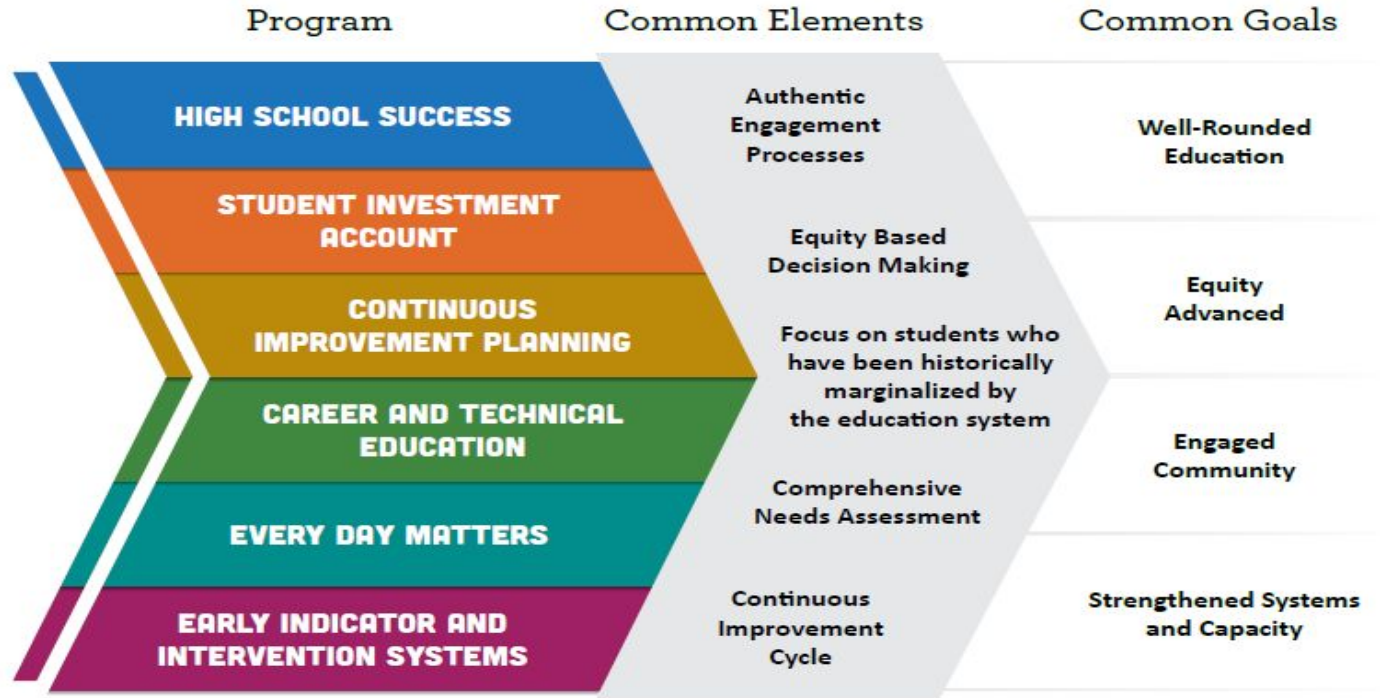 Program
Common Elements
Common Goals
HIGH SCHOOL SUCCESS
STUDENT INVESTMENT
ACCOUNT
CONTINUOUS
IMPROVEMENT PLANNING
CAREER AND TECHNICAL
EDUCATION
EVERY DAY MATTERS
EARLY INDICATOR AND
INTERVENTION SYSTEMS
Authentic
Engagement
Processes
Equity Based
Decision Making
Focus on students who
have been historically
marginalized by
the education system
Comprehensive
Needs Assessment
Continuous
Improvement
Cycle
Well-Rounded
Education
Equity
Advanced
Engaged
Community
Strengthened Systems
and Capacity